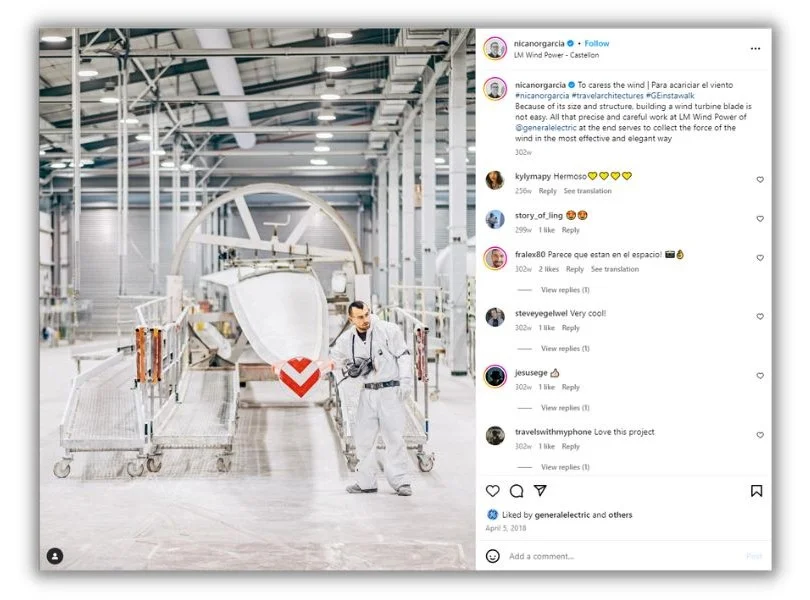 nicanorgarcia • Follow
LM Wind Power - Castellon
nicanorgarcia To caress the wind | Para acariciar el viento
#nicanorgarcia #travelarchitectures #GEinstawalk
Because of its size and structure, building a wind turbine blade is
not easy. All that precise and careful work at LM Wind Power of
@generalelectric at the end serves to collect the force of the
wind in the most effective and elegant way
302w
kylymapy Hermoso💛💛💛💛
256w Reply See translation
story_of_ling 😍😍
299w 1 like Reply
fralex80 Parece que estan en el espacio! 📷👌
302w 2 likes Reply See translation
View replies (1)
steveyegelwel Very cool!
302w 1 like Reply
View replies (1)
jesusege 👍
302w 1 like Reply
View replies (1)
travelswithmyphone Love this project
302w 1 like Reply
View replies (1)
Liked by generalelectric and others
April 5, 2018
Add a comment...
Post